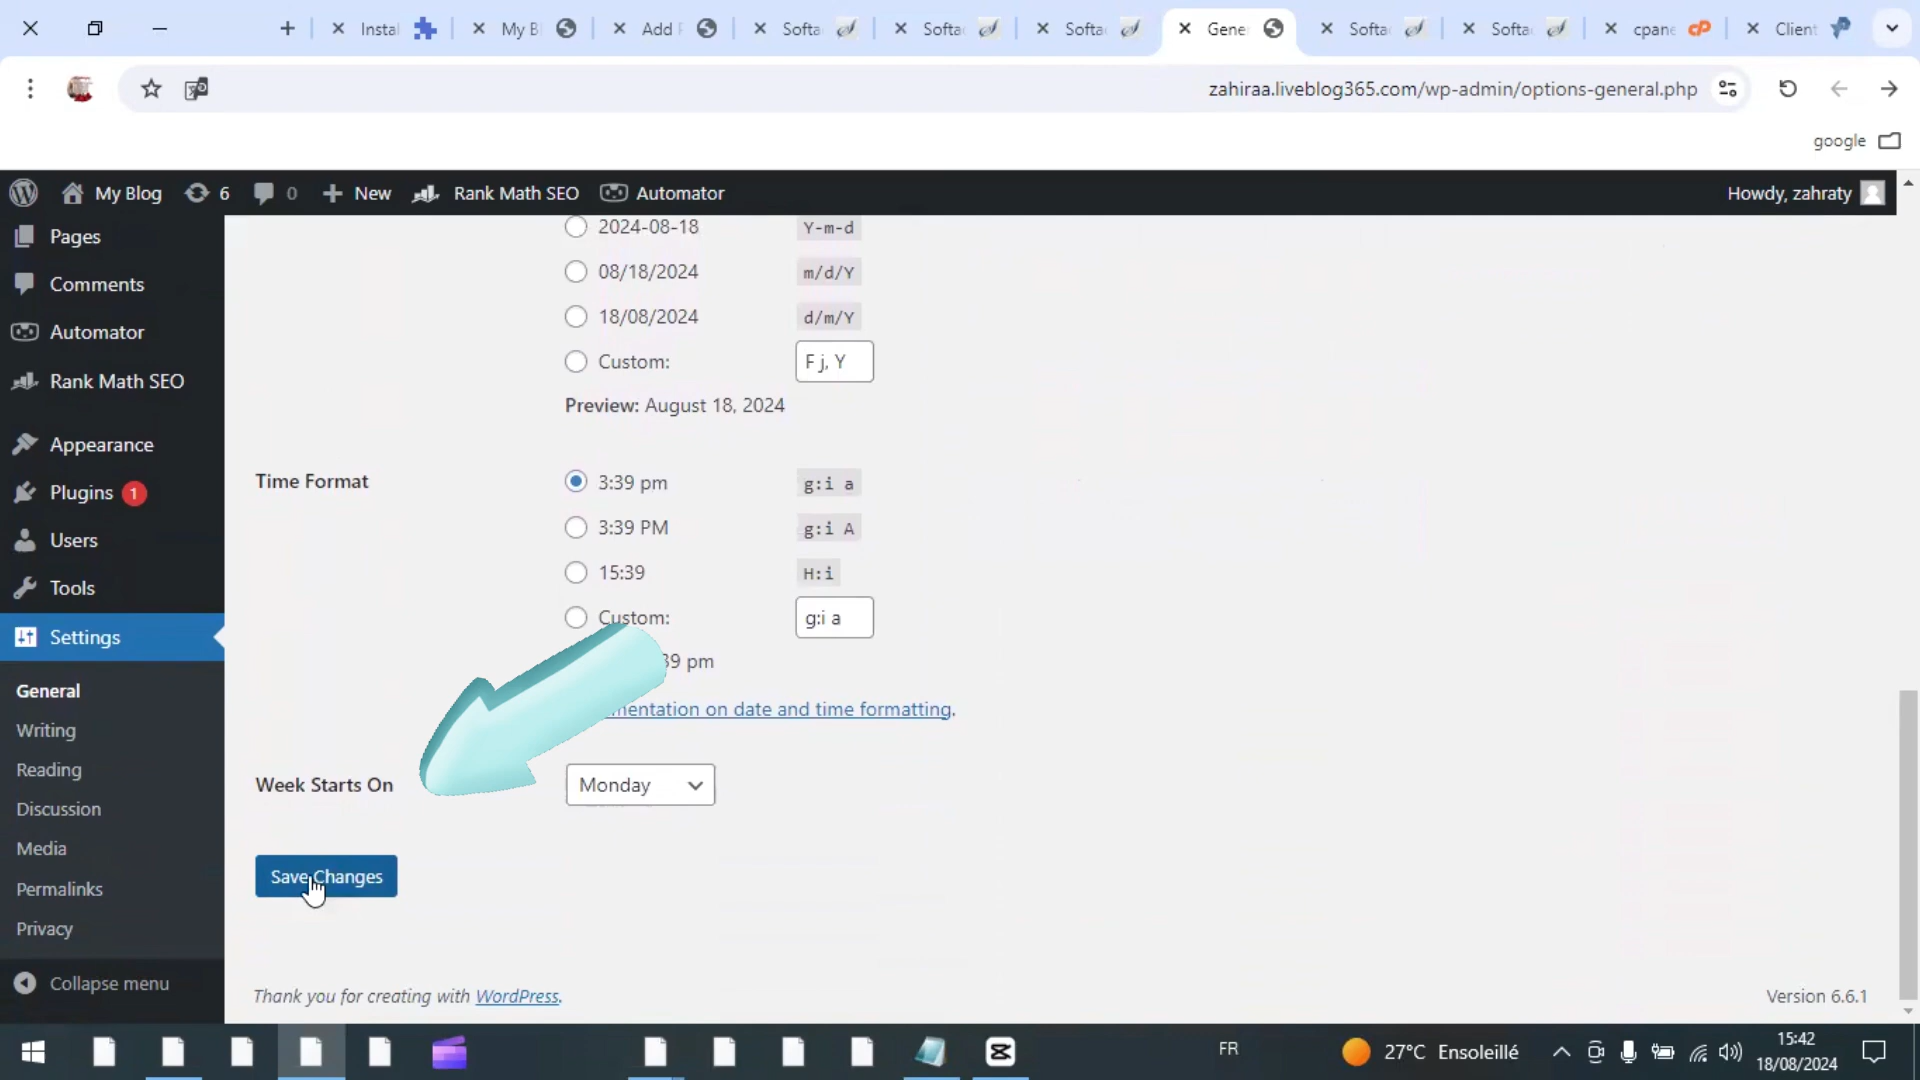 Instal
My B
Add P
Softa
Softac
Softac
Gener
Softac
Softac
cpane
Client
zahiraa.liveblog365.com/wp-admin/options-general.php
google
My Blog
6
0
New
Rank Math SEO
Automator
Howdy, zahraty
Pages
Comments
Automator
Rank Math SEO
Appearance
Plugins 1
Users
Tools
Settings
General
Writing
Reading
Discussion
Media
Permalinks
Privacy
Collapse menu
2024-08-18 Y-m-d
08/18/2024 m/d/Y
18/08/2024 d/m/Y
Custom: F j, Y
Preview: August 18, 2024
Time Format
3:39 pm g:i a
3:39 PM g:i A
15:39 H:i
Custom: g:i a
39 pm
mentation on date and time formatting.
Week Starts On Monday
Save Changes
Thank you for creating with WordPress.
Version 6.6.1
FR
27°C Ensoleillé
15:42
18/08/2024